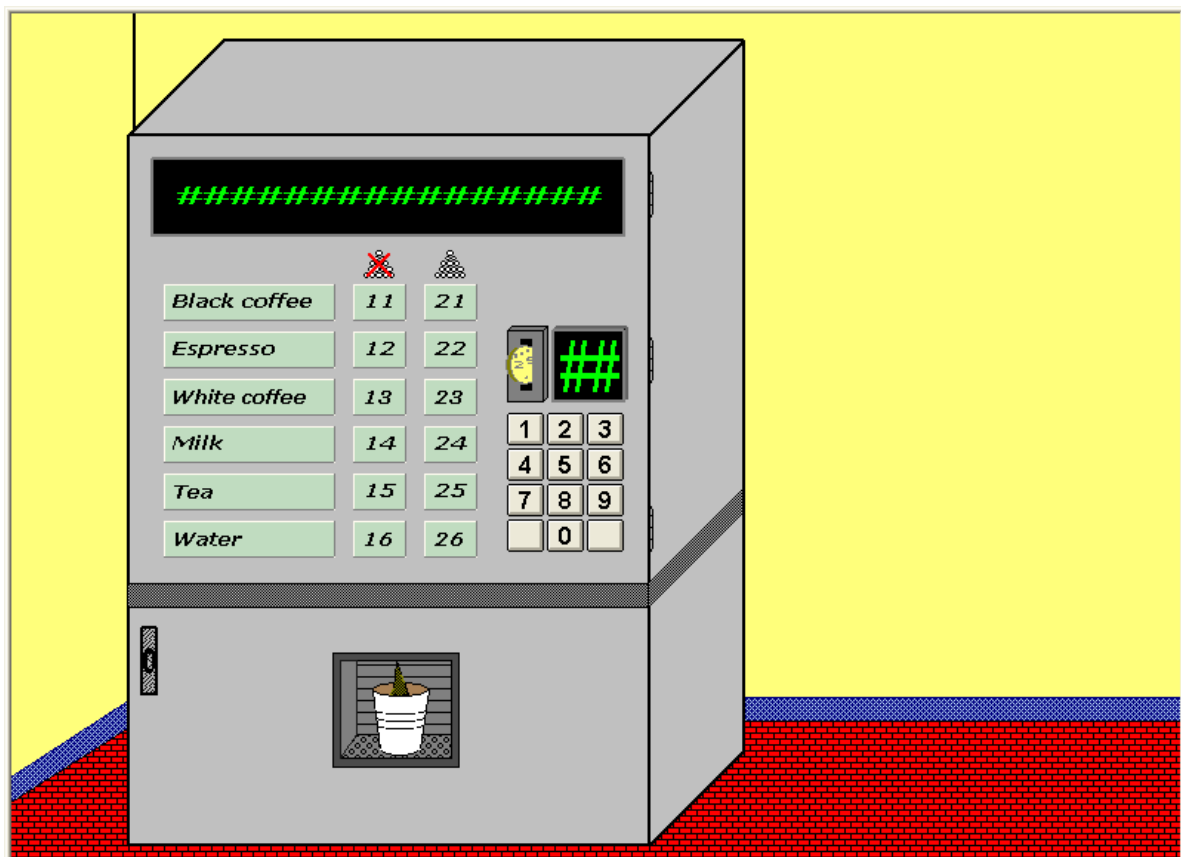 ################
##
Black coffee 11 21
Espresso 12 22
White coffee 13 23
Milk 14 24
Tea 15 25
Water 16 26
1 2 3
4 5 6
7 8 9
0